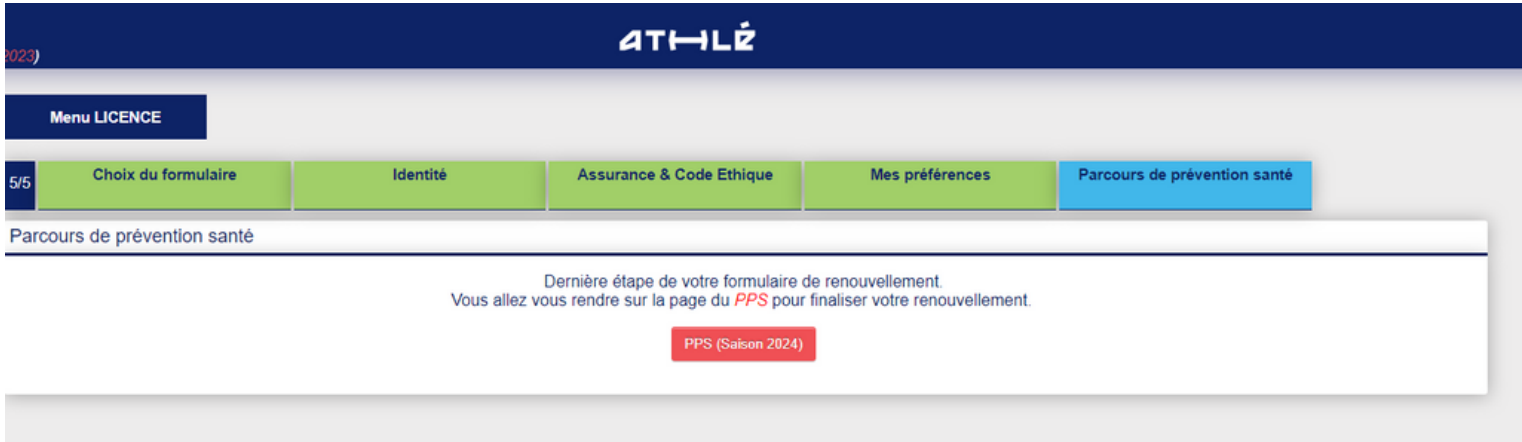 ATHLÉ
2023)
Menu LICENCE
5/5
Choix du formulaire
Identité
Assurance & Code Ethique
Mes préférences
Parcours de prévention santé
Parcours de prévention santé
Dernière étape de votre formulaire de renouvellement.
Vous allez vous rendre sur la page du PPS pour finaliser votre renouvellement.
PPS (Saison 2024)